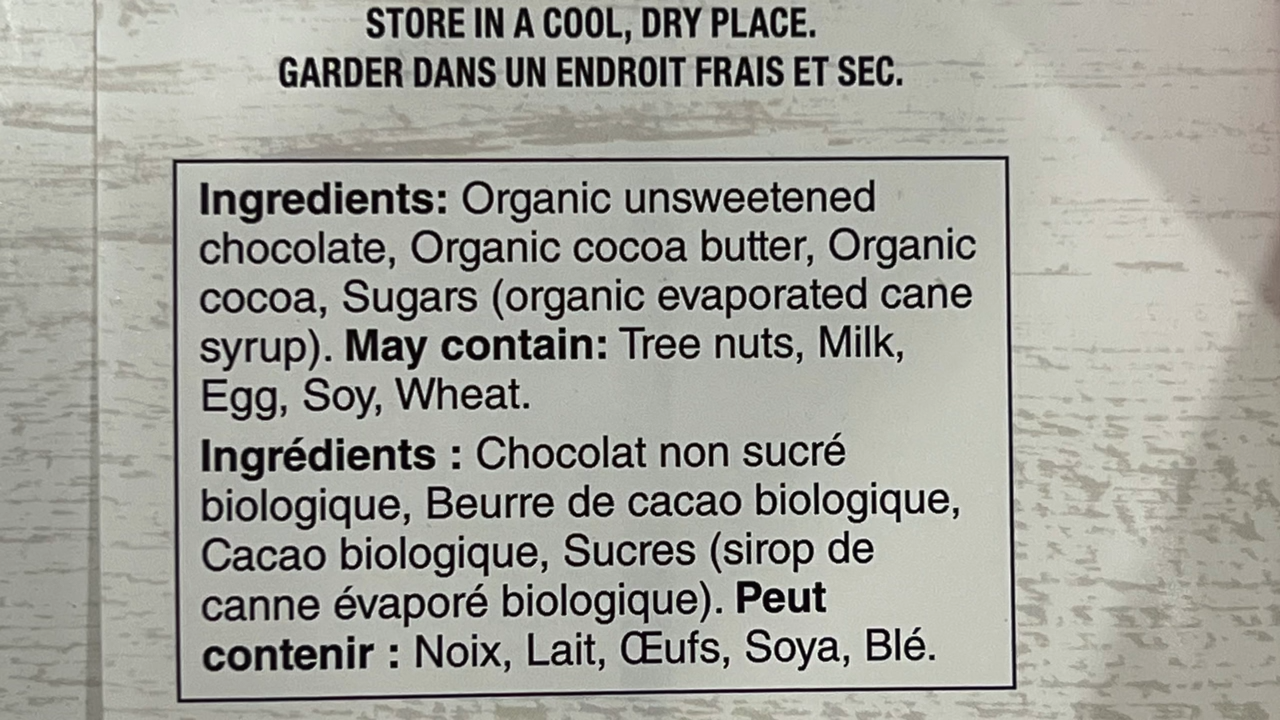 STORE IN A COOL, DRY PLACE.
GARDER DANS UN ENDROIT FRAIS ET SEC.
Ingredients: Organic unsweetened
chocolate, Organic cocoa butter, Organic
cocoa, Sugars (organic evaporated cane
syrup). May contain: Tree nuts, Milk,
Egg, Soy, Wheat.
Ingrédients : Chocolat non sucré
biologique, Beurre de cacao biologique,
Cacao biologique, Sucres (sirop de
canne évaporé biologique). Peut
contenir : Noix, Lait, Œufs, Soya, Blé.